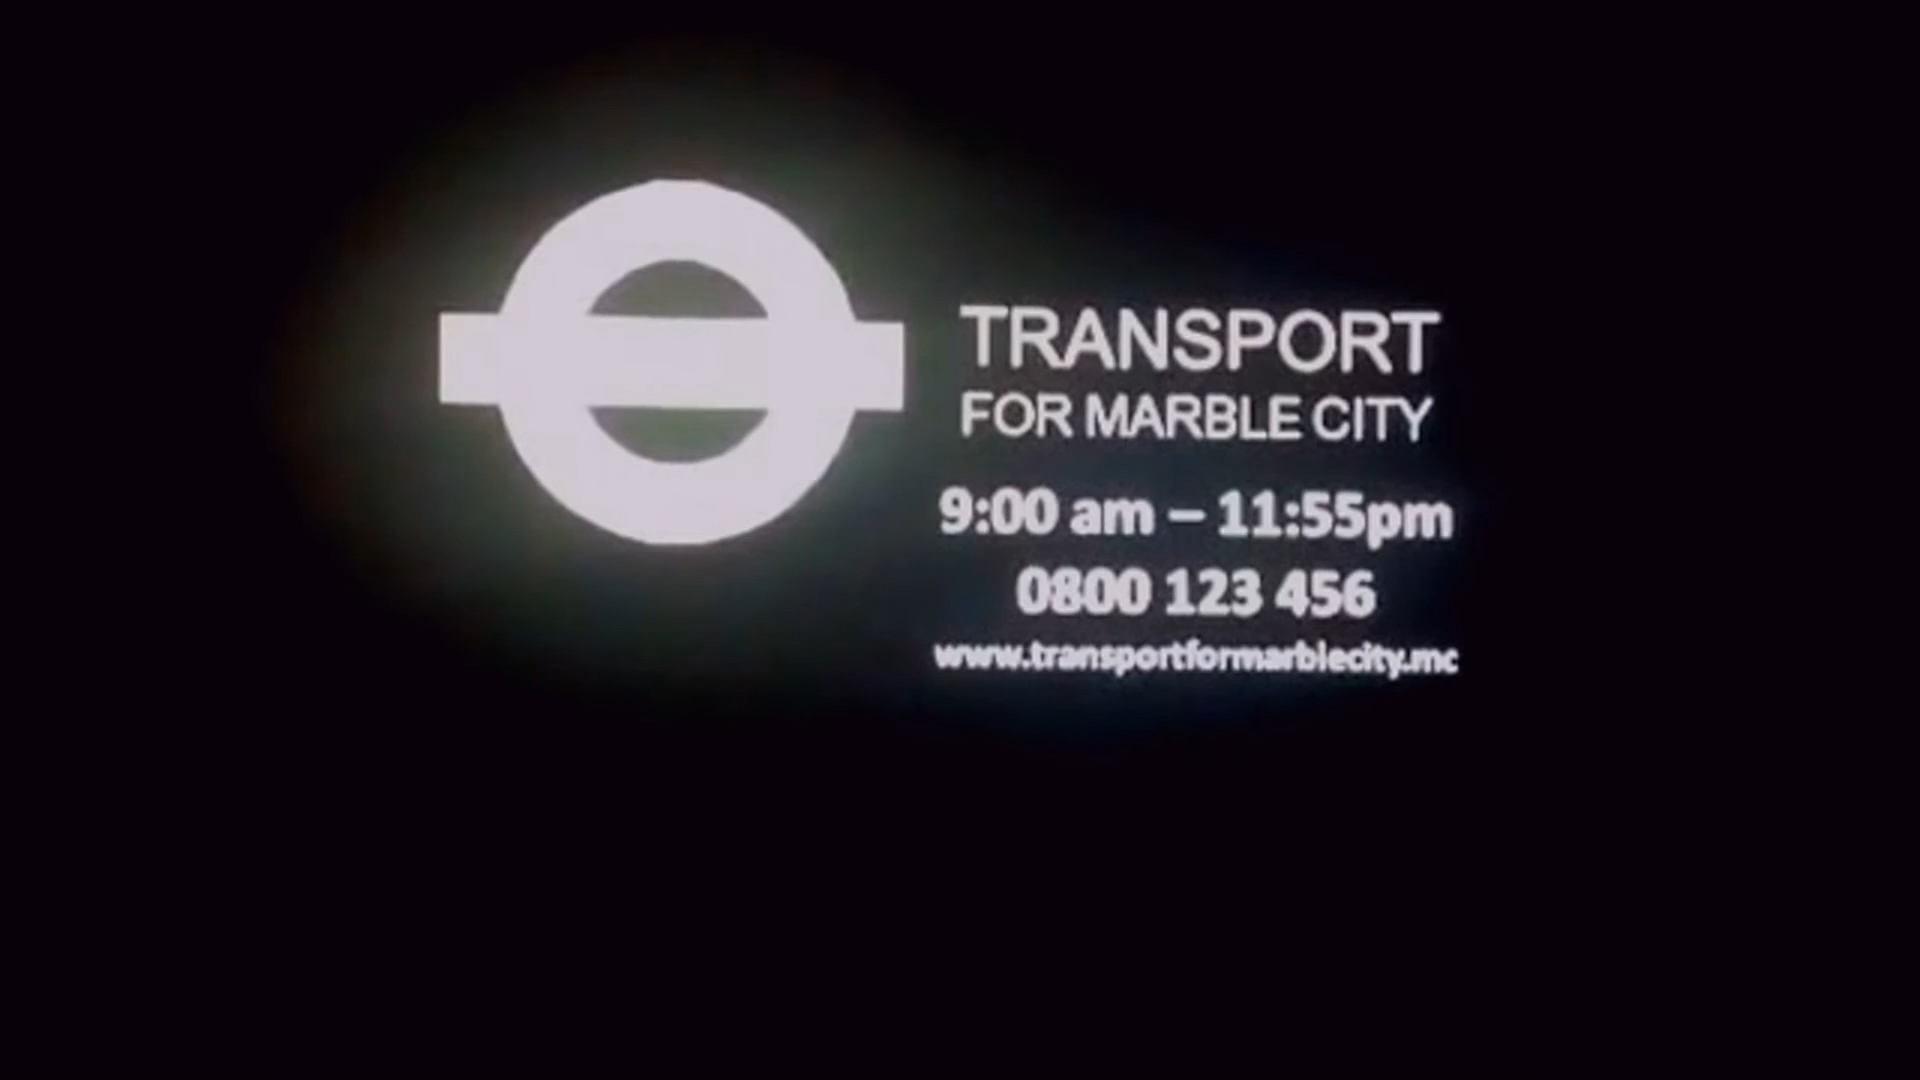 TRANSPORT
FOR MARBLE CITY
9:00 am – 11:55pm
0800 123 456
www.transportformarblecity.mc